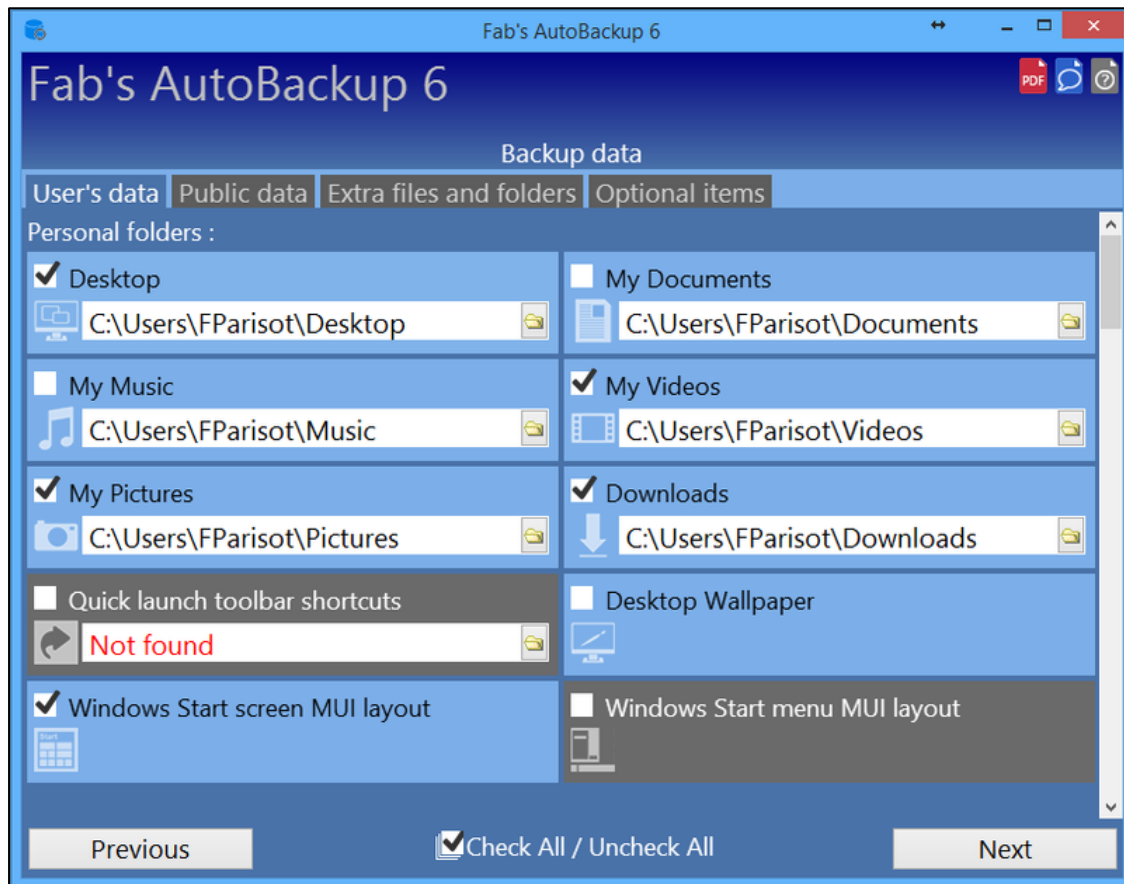 Fab's AutoBackup 6
Fab's AutoBackup 6
PDF
Backup data
User's data Public data Extra files and folders Optional items
Personal folders :
Desktop
C:\Users\FParisot\Desktop
My Documents
C:\Users\FParisot\Documents
My Music
C:\Users\FParisot\Music
My Videos
C:\Users\FParisot\Videos
My Pictures
C:\Users\FParisot\Pictures
Downloads
C:\Users\FParisot\Downloads
Quick launch toolbar shortcuts
Not found
Desktop Wallpaper
Windows Start screen MUI layout
Start
Windows Start menu MUI layout
Previous
Check All / Uncheck All
Next